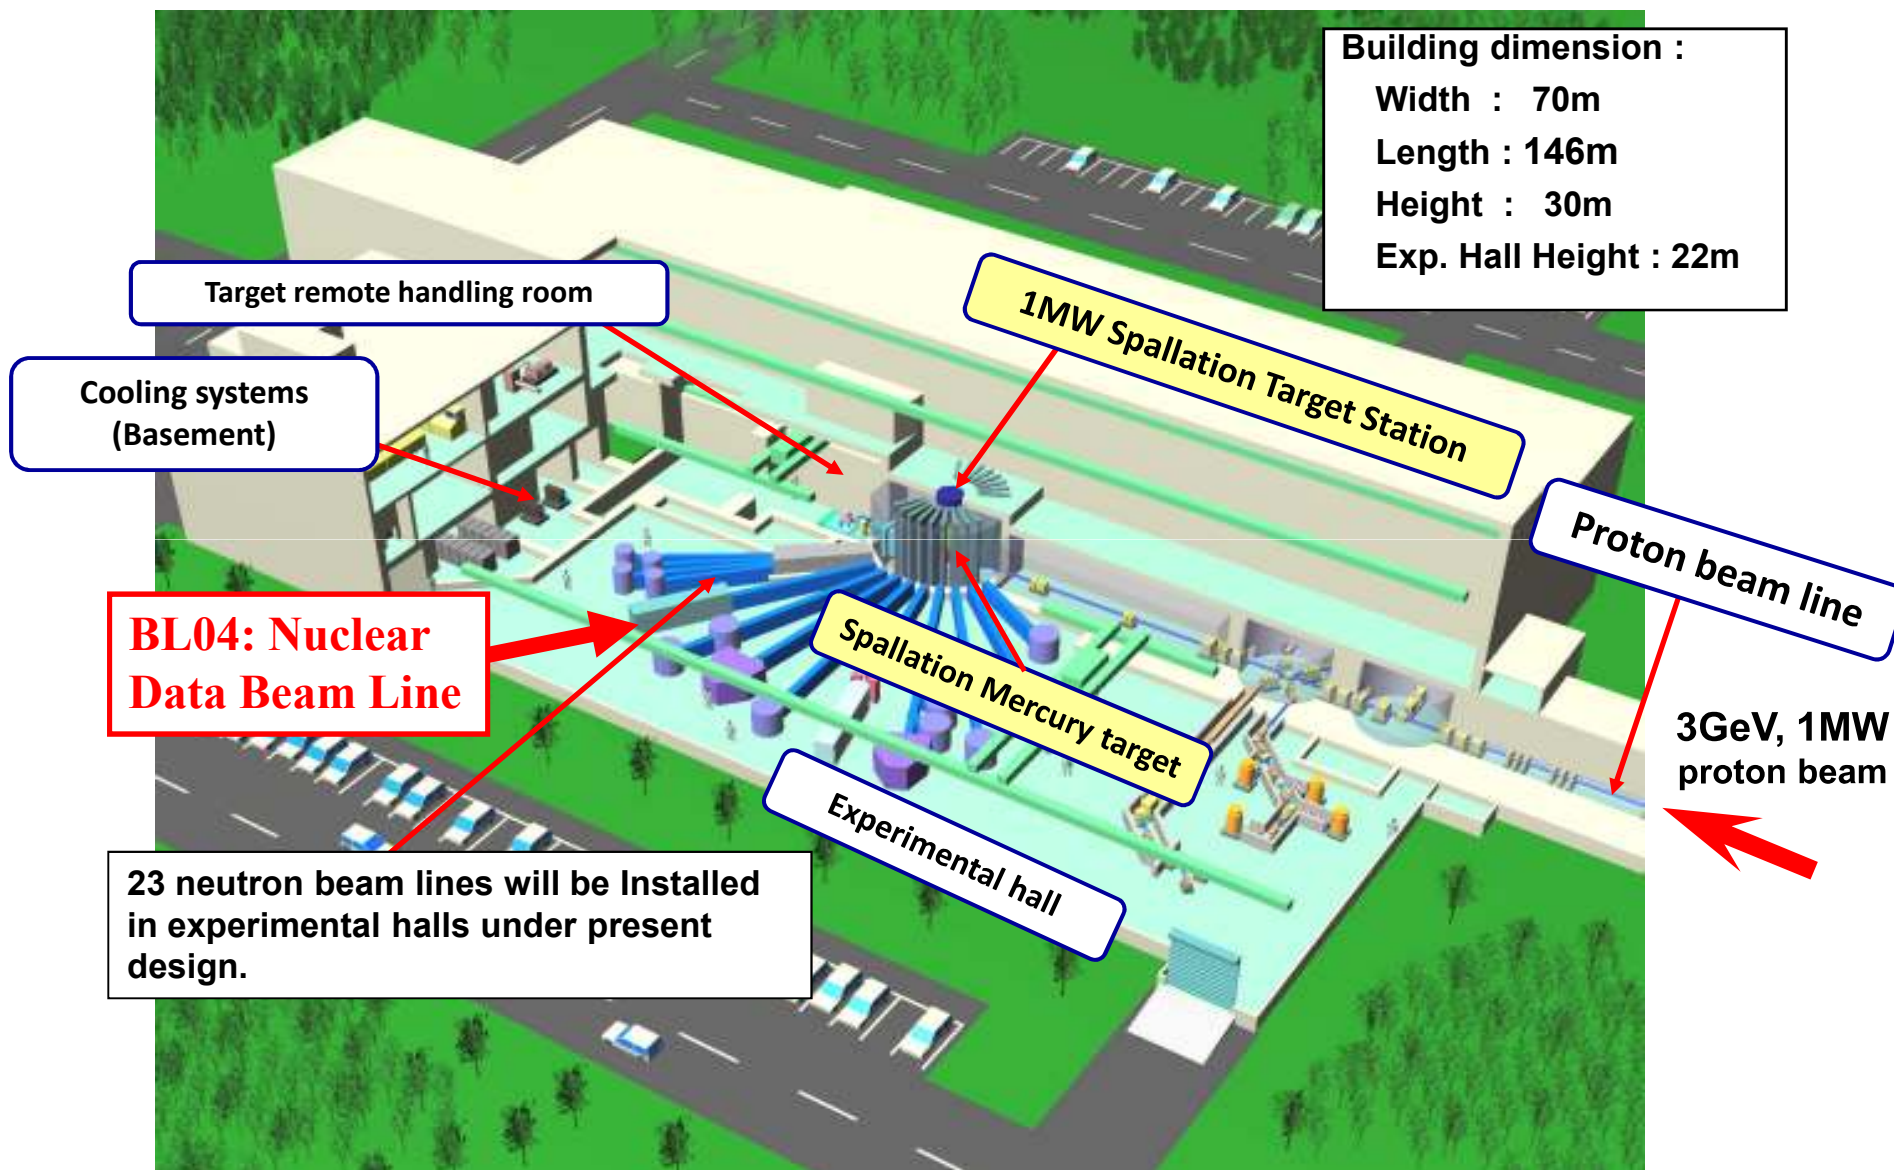 Building dimension :
Width : 70m
Length : 146m
Height : 30m
Exp. Hall Height : 22m
Target remote handling room
1MW Spallation Target Station
Cooling systems
(Basement)
Proton beam line
BL04: Nuclear
Data Beam Line
Spallation Mercury target
3GeV, 1MW
proton beam
Experimental hall
23 neutron beam lines will be Installed
in experimental halls under present
design.